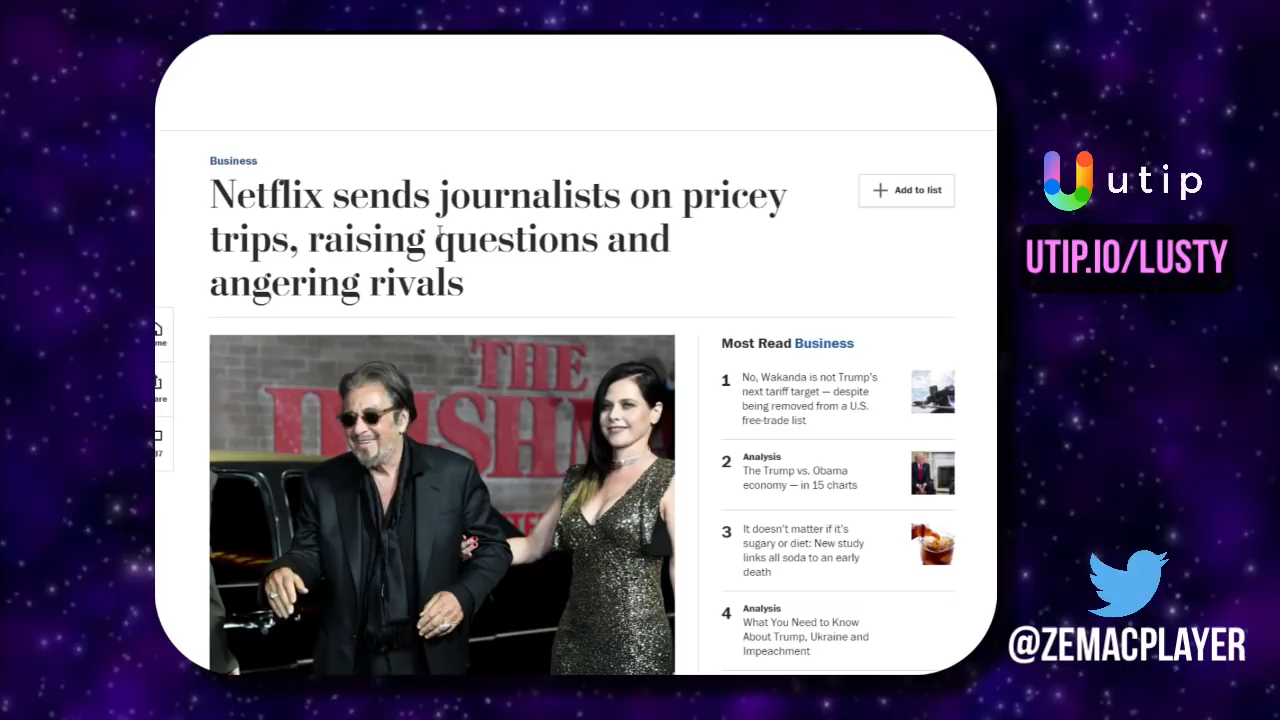 Business
Netflix sends journalists on pricey
trips, raising questions and
angering rivals
Add to list
me
are
37
THE
IRISHM
Most Read Business
1
No, Wakanda is not Trump's
next tariff target — despite
being removed from a U.S.
free-trade list
2
Analysis
The Trump vs. Obama
economy — in 15 charts
3
It doesn't matter if it's
sugary or diet: New study
links all soda to an early
death
4
Analysis
What You Need to Know
About Trump, Ukraine and
Impeachment
utip
UTIP.IO/LUSTY
@ZEMACPLAYER